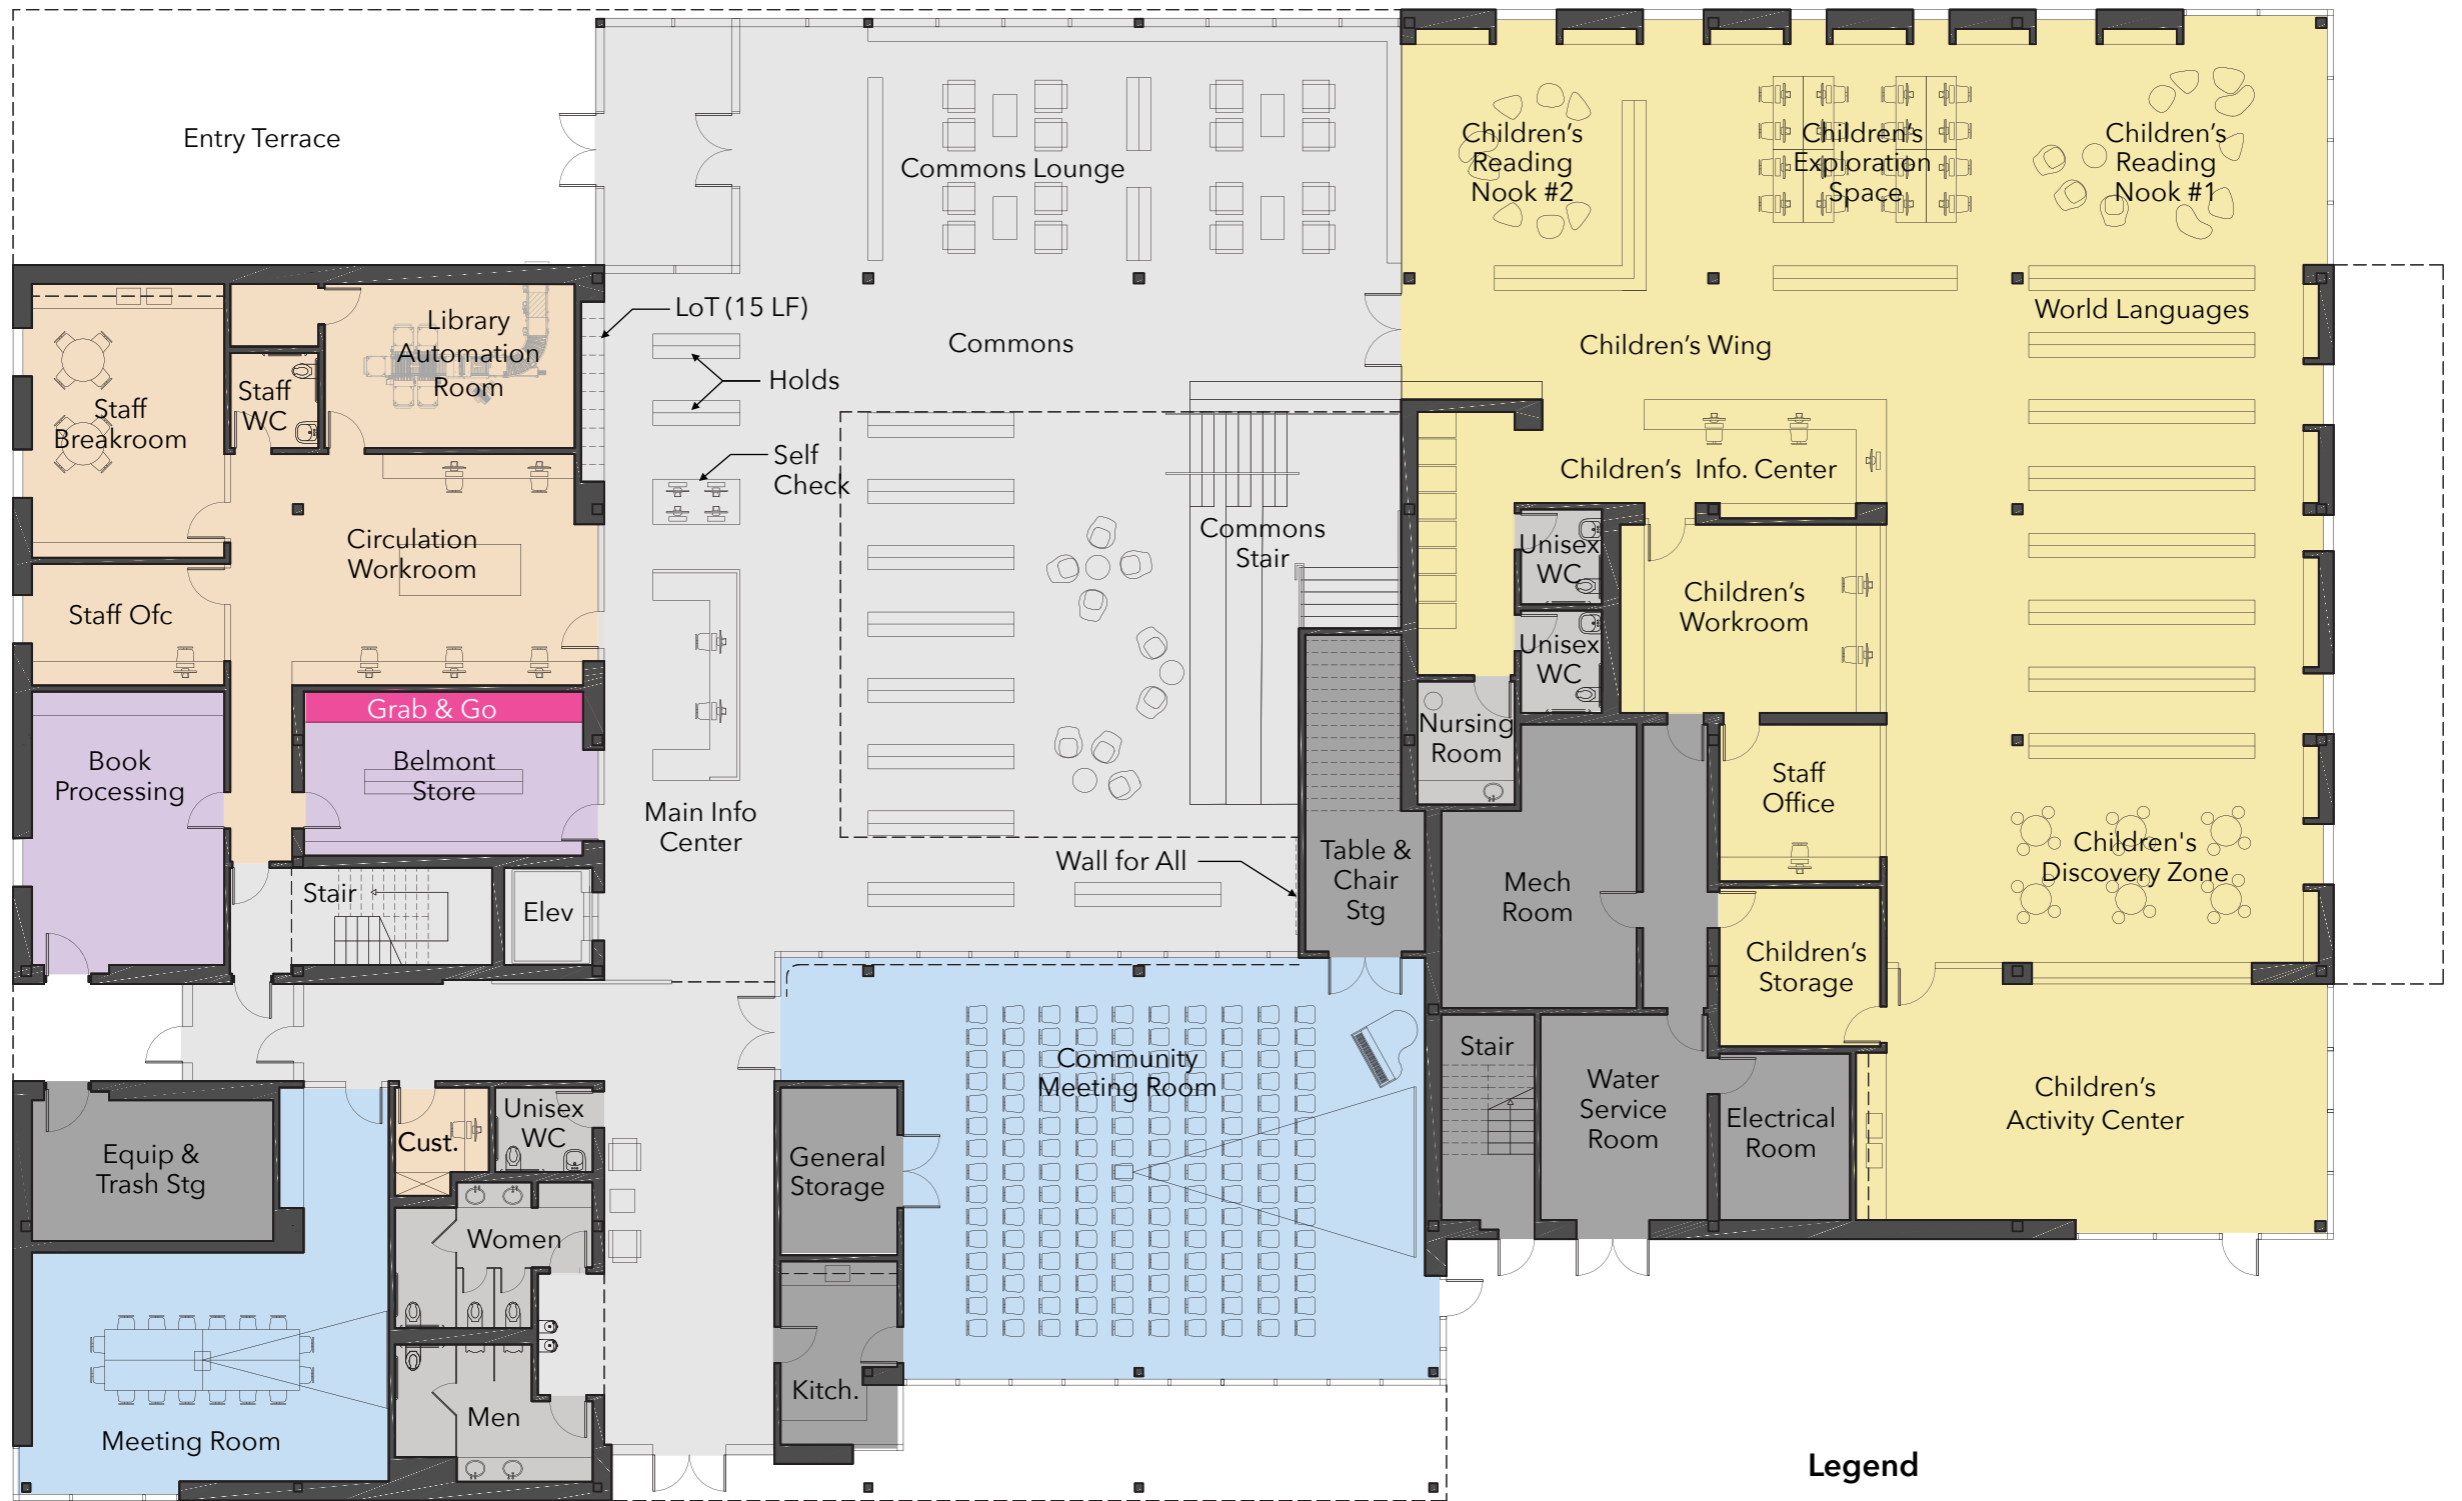 Entry Terrace
Commons Lounge
Children's
Reading
Nook #2
Children's
Exploration
Space
Children's
Reading
Nook #1
LoT (15 LF)
Library
Automation
Room
Staff
WC
Staff
Breakroom
Holds
Commons
Children's Wing
World Languages
Self
Check
Children's Info. Center
Circulation
Workroom
Commons
Stair
Unisex
WC
Staff Ofc
Children's
Workroom
Unisex
WC
Grab & Go
Nursing
Room
Book
Processing
Belmont
Store
Main Info
Center
Staff
Office
Children's
Discovery Zone
Wall for All
Table &
Chair
Stg
Mech
Room
Stair
Elev
Children's
Storage
Community
Meeting Room
Stair
Water
Service
Room
Electrical
Room
Children's
Activity Center
Equip &
Trash Stg
Cust.
Unisex
WC
General
Storage
Women
Kitch.
Men
Meeting Room
Legend